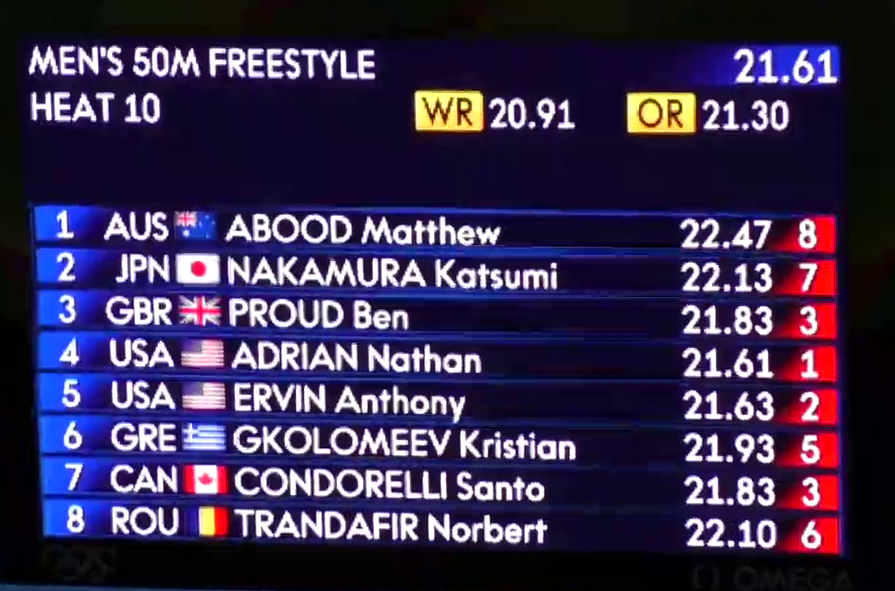 MEN'S 50M FREESTYLE 21.61
HEAT 10 WR 20.91 OR 21.30
1 AUS ABOOD Matthew 22.47 8
2 JPN NAKAMURA Katsumi 22.13 7
3 GBR PROUD Ben 21.83 3
4 USA ADRIAN Nathan 21.61 1
5 USA ERVIN Anthony 21.63 2
6 GRE GKOLOMEEV Kristian 21.93 5
7 CAN CONDORELLI Santo 21.83 3
8 ROU TRANDAFIR Norbert 22.10 6
OMEGA